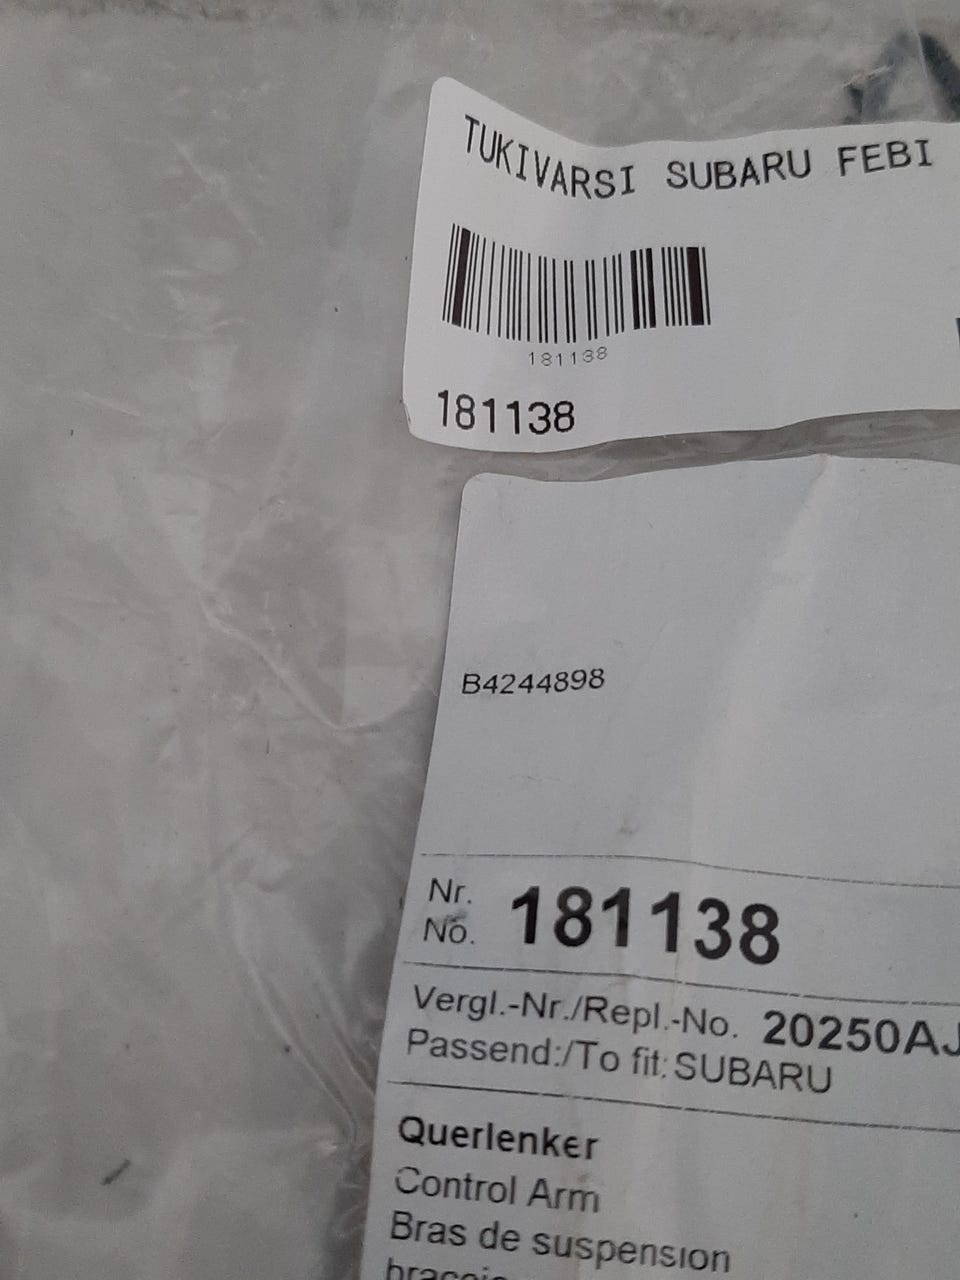 TUKIVARSI SUBARU FEBI
181138
181138
B4244898
Nr.
No. 181138
Vergl.-Nr./Repl.-No. 20250AJ
Passend:/To fit: SUBARU
Querlenker
Control Arm
Bras de suspension